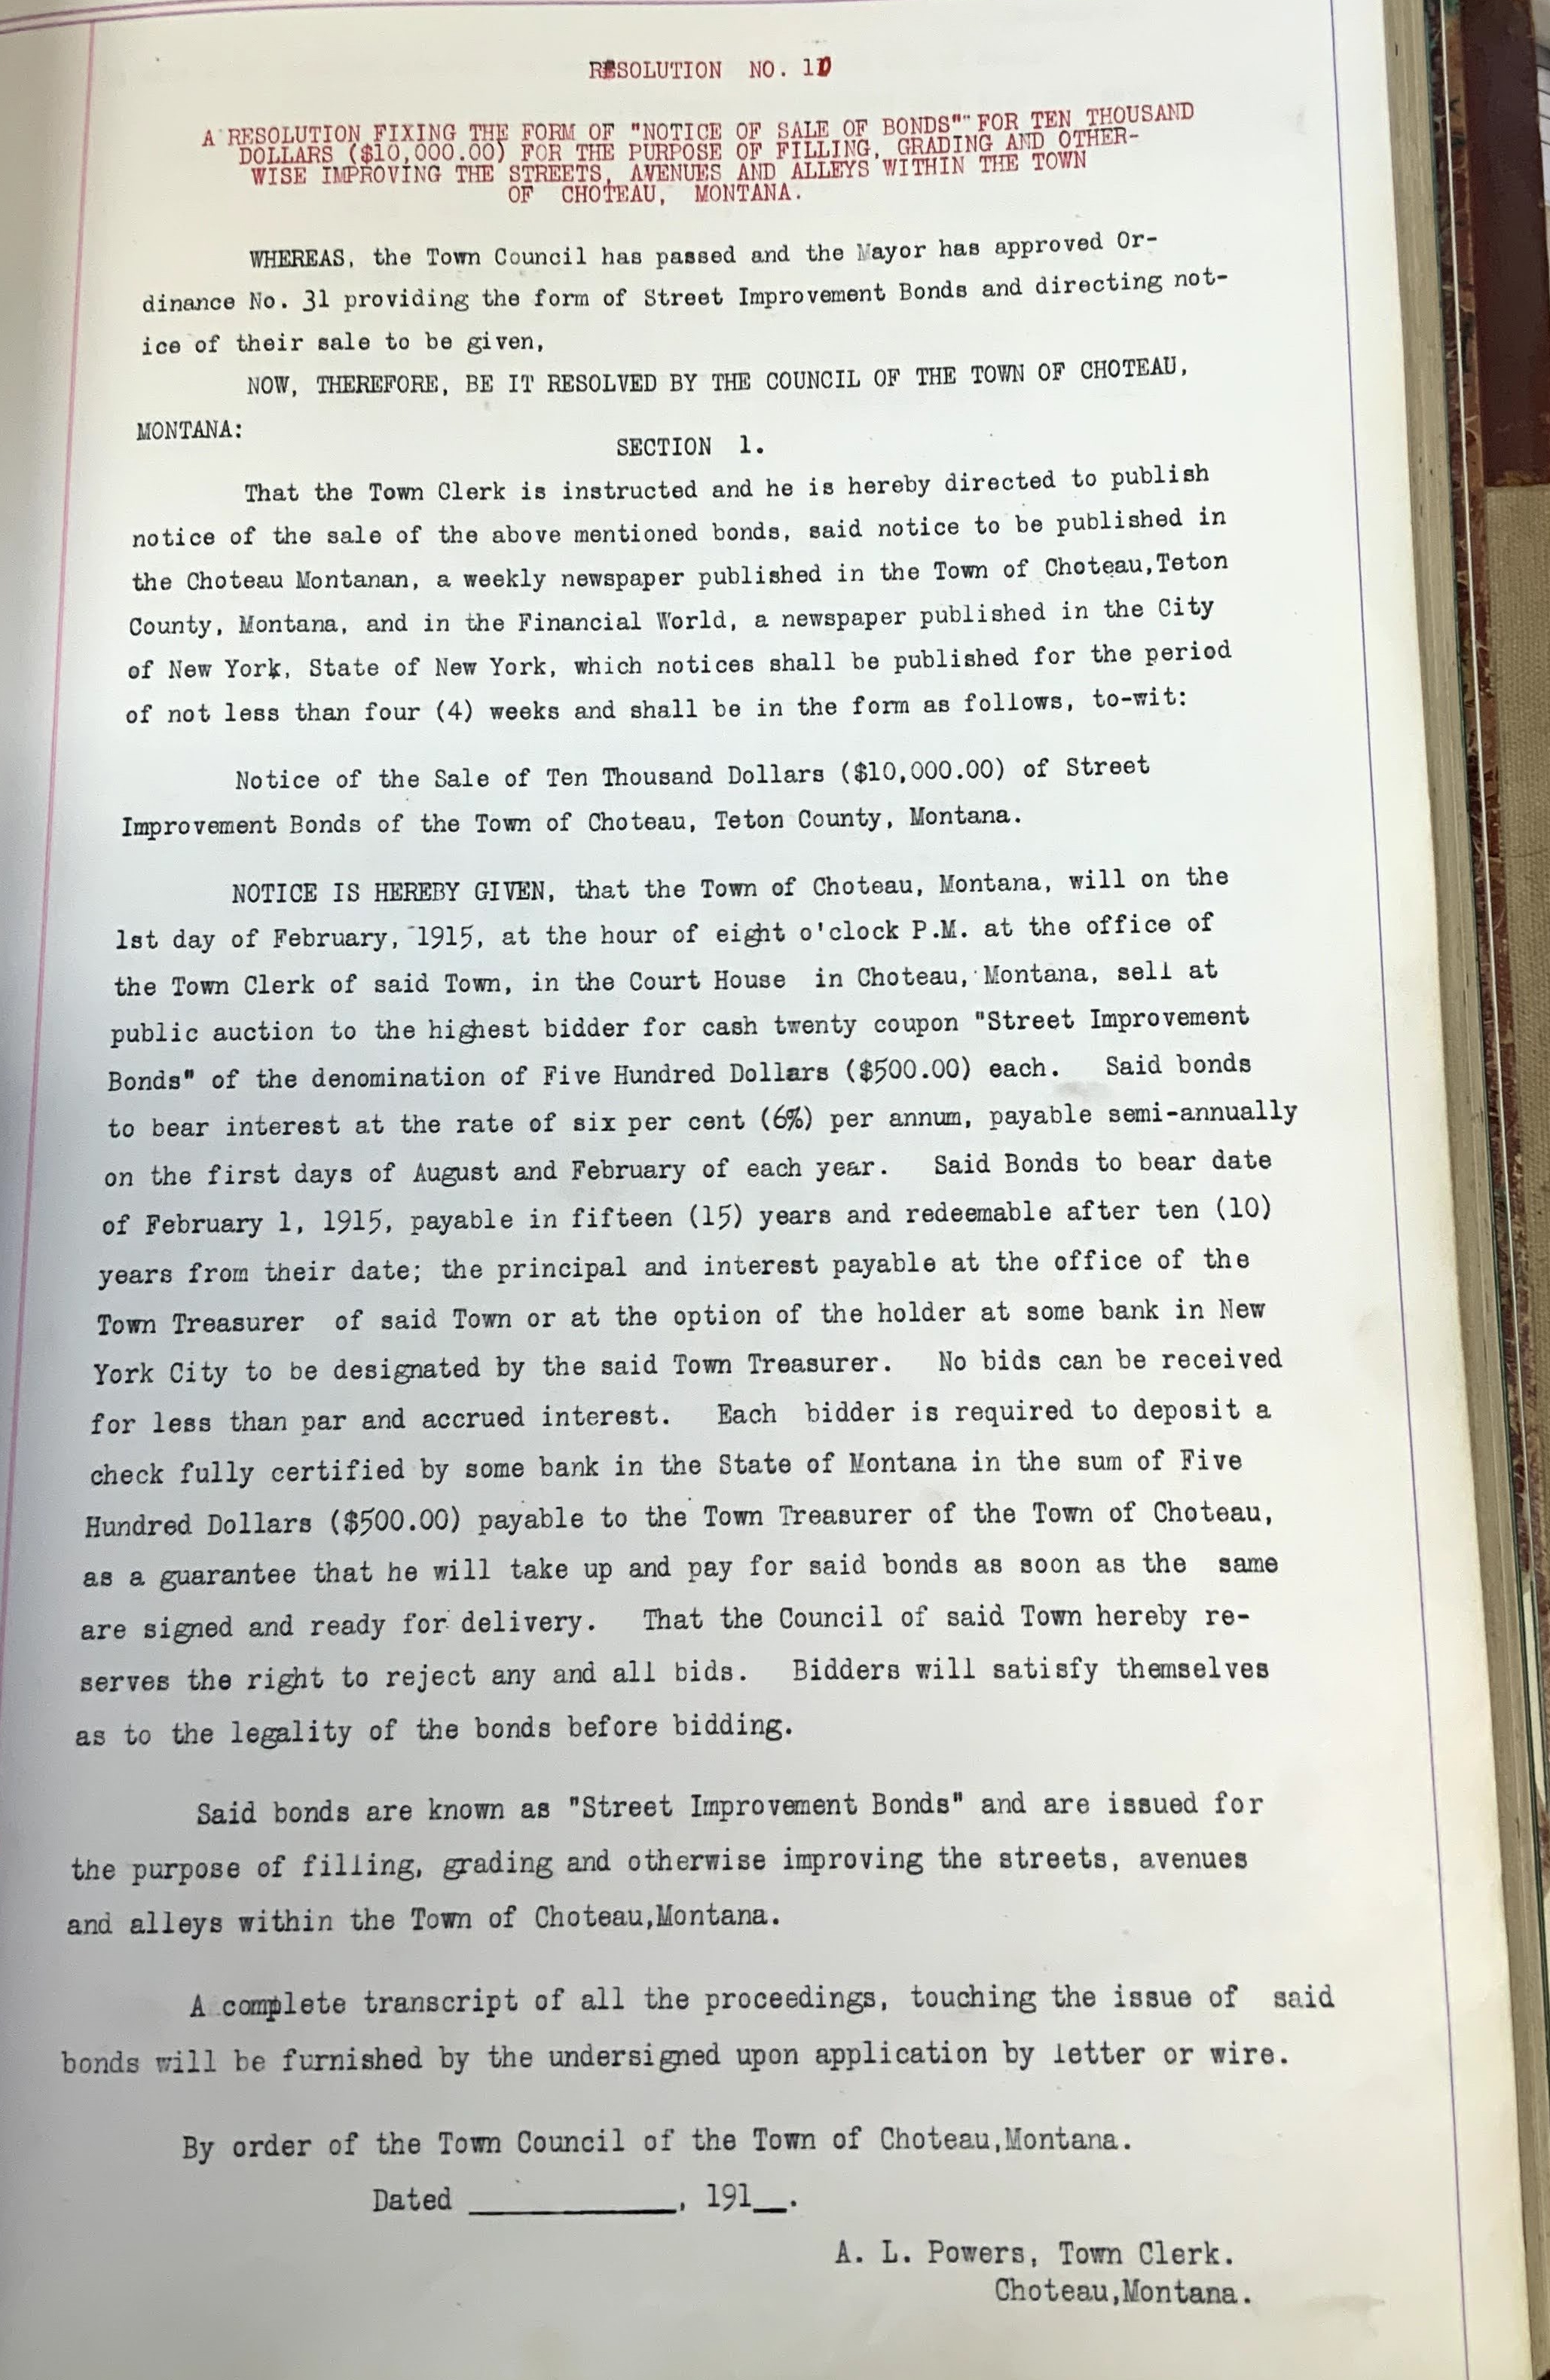 RESOLUTION NO. 10
A RESOLUTION FIXING THE FORM OF "NOTICE OF SALE OF BONDS"" FOR TEN THOUSAND
DOLLARS ($10,000.00) FOR THE PURPOSE OF FILLING, GRADING AND OTHER-
WISE IMPROVING THE STREETS, AVENUES AND ALLEYS WITHIN THE TOWN
OF CHOTEAU, MONTANA.
WHEREAS, the Town Council has passed and the Mayor has approved Or-
dinance No. 31 providing the form of Street Improvement Bonds and directing not-
ice of their sale to be given,
NOW, THEREFORE, BE IT RESOLVED BY THE COUNCIL OF THE TOWN OF CHOTEAU,
MONTANA:
SECTION 1.
That the Town Clerk is instructed and he is hereby directed to publish
notice of the sale of the above mentioned bonds, said notice to be published in
the Choteau Montanan, a weekly newspaper published in the Town of Choteau,Teton
County, Montana, and in the Financial World, a newspaper published in the City
of New York, State of New York, which notices shall be published for the period
of not less than four (4) weeks and shall be in the form as follows, to-wit:
Notice of the Sale of Ten Thousand Dollars ($10,000.00) of Street
Improvement Bonds of the Town of Choteau, Teton County, Montana.
NOTICE IS HEREBY GIVEN, that the Town of Choteau, Montana, will on the
1st day of February, 1915, at the hour of eight o'clock P.M. at the office of
the Town Clerk of said Town, in the Court House in Choteau, Montana, sell at
public auction to the highest bidder for cash twenty coupon "Street Improvement
Bonds" of the denomination of Five Hundred Dollars ($500.00) each. Said bonds
to bear interest at the rate of six per cent (6%) per annum, payable semi-annually
on the first days of August and February of each year. Said Bonds to bear date
of February 1, 1915, payable in fifteen (15) years and redeemable after ten (10)
years from their date; the principal and interest payable at the office of the
Town Treasurer of said Town or at the option of the holder at some bank in New
York City to be designated by the said Town Treasurer. No bids can be received
for less than par and accrued interest. Each bidder is required to deposit a
check fully certified by some bank in the State of Montana in the sum of Five
Hundred Dollars ($500.00) payable to the Town Treasurer of the Town of Choteau,
as a guarantee that he will take up and pay for said bonds as soon as the same
are signed and ready for delivery. That the Council of said Town hereby re-
serves the right to reject any and all bids. Bidders will satisfy themselves
as to the legality of the bonds before bidding.
Said bonds are known as "Street Improvement Bonds" and are issued for
the purpose of filling, grading and otherwise improving the streets, avenues
and alleys within the Town of Choteau,Montana.
A complete transcript of all the proceedings, touching the issue of said
bonds will be furnished by the undersigned upon application by letter or wire.
By order of the Town Council of the Town of Choteau,Montana.
Dated ____________, 191__.
A. L. Powers, Town Clerk.
Choteau,Montana.